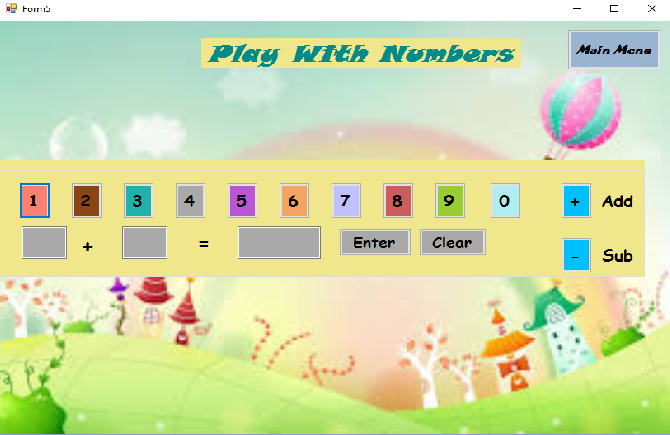 Form5
Play With Numbers
Main Menu
1 2 3 4 5 6 7 8 9 0 + Add
+ = Enter Clear
- Sub